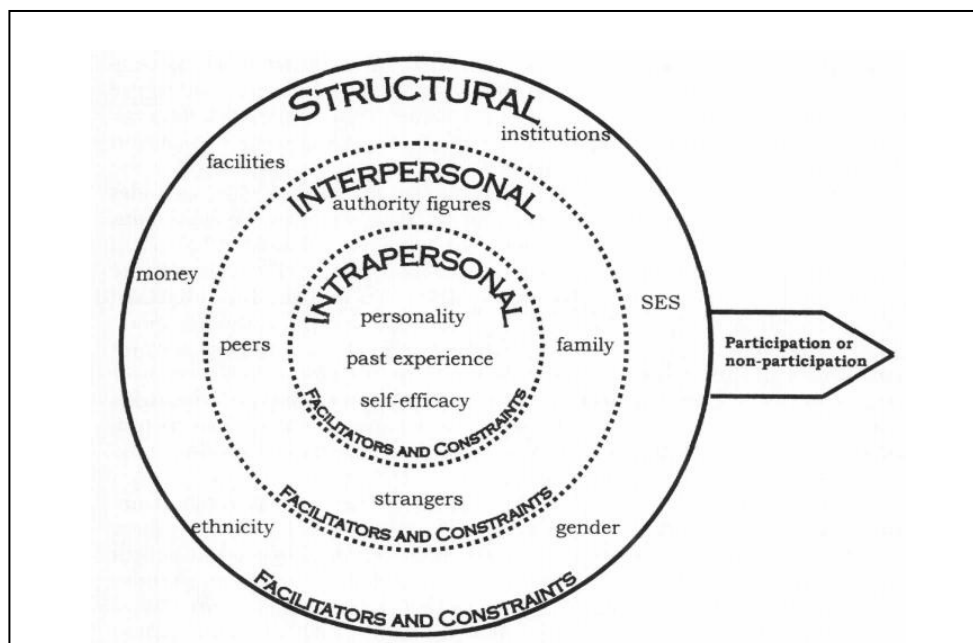 STRUCTURAL
institutions
facilities
INTERPERSONAL
authority figures
money
INTRAPERSONAL
SES
personality
peers
past experience
family
Participation or
non-participation
self-efficacy
FACILITATORS AND CONSTRAINTS
strangers
FACILITATORS AND CONSTRAINTS
ethnicity
gender
FACILITATORS AND CONSTRAINTS